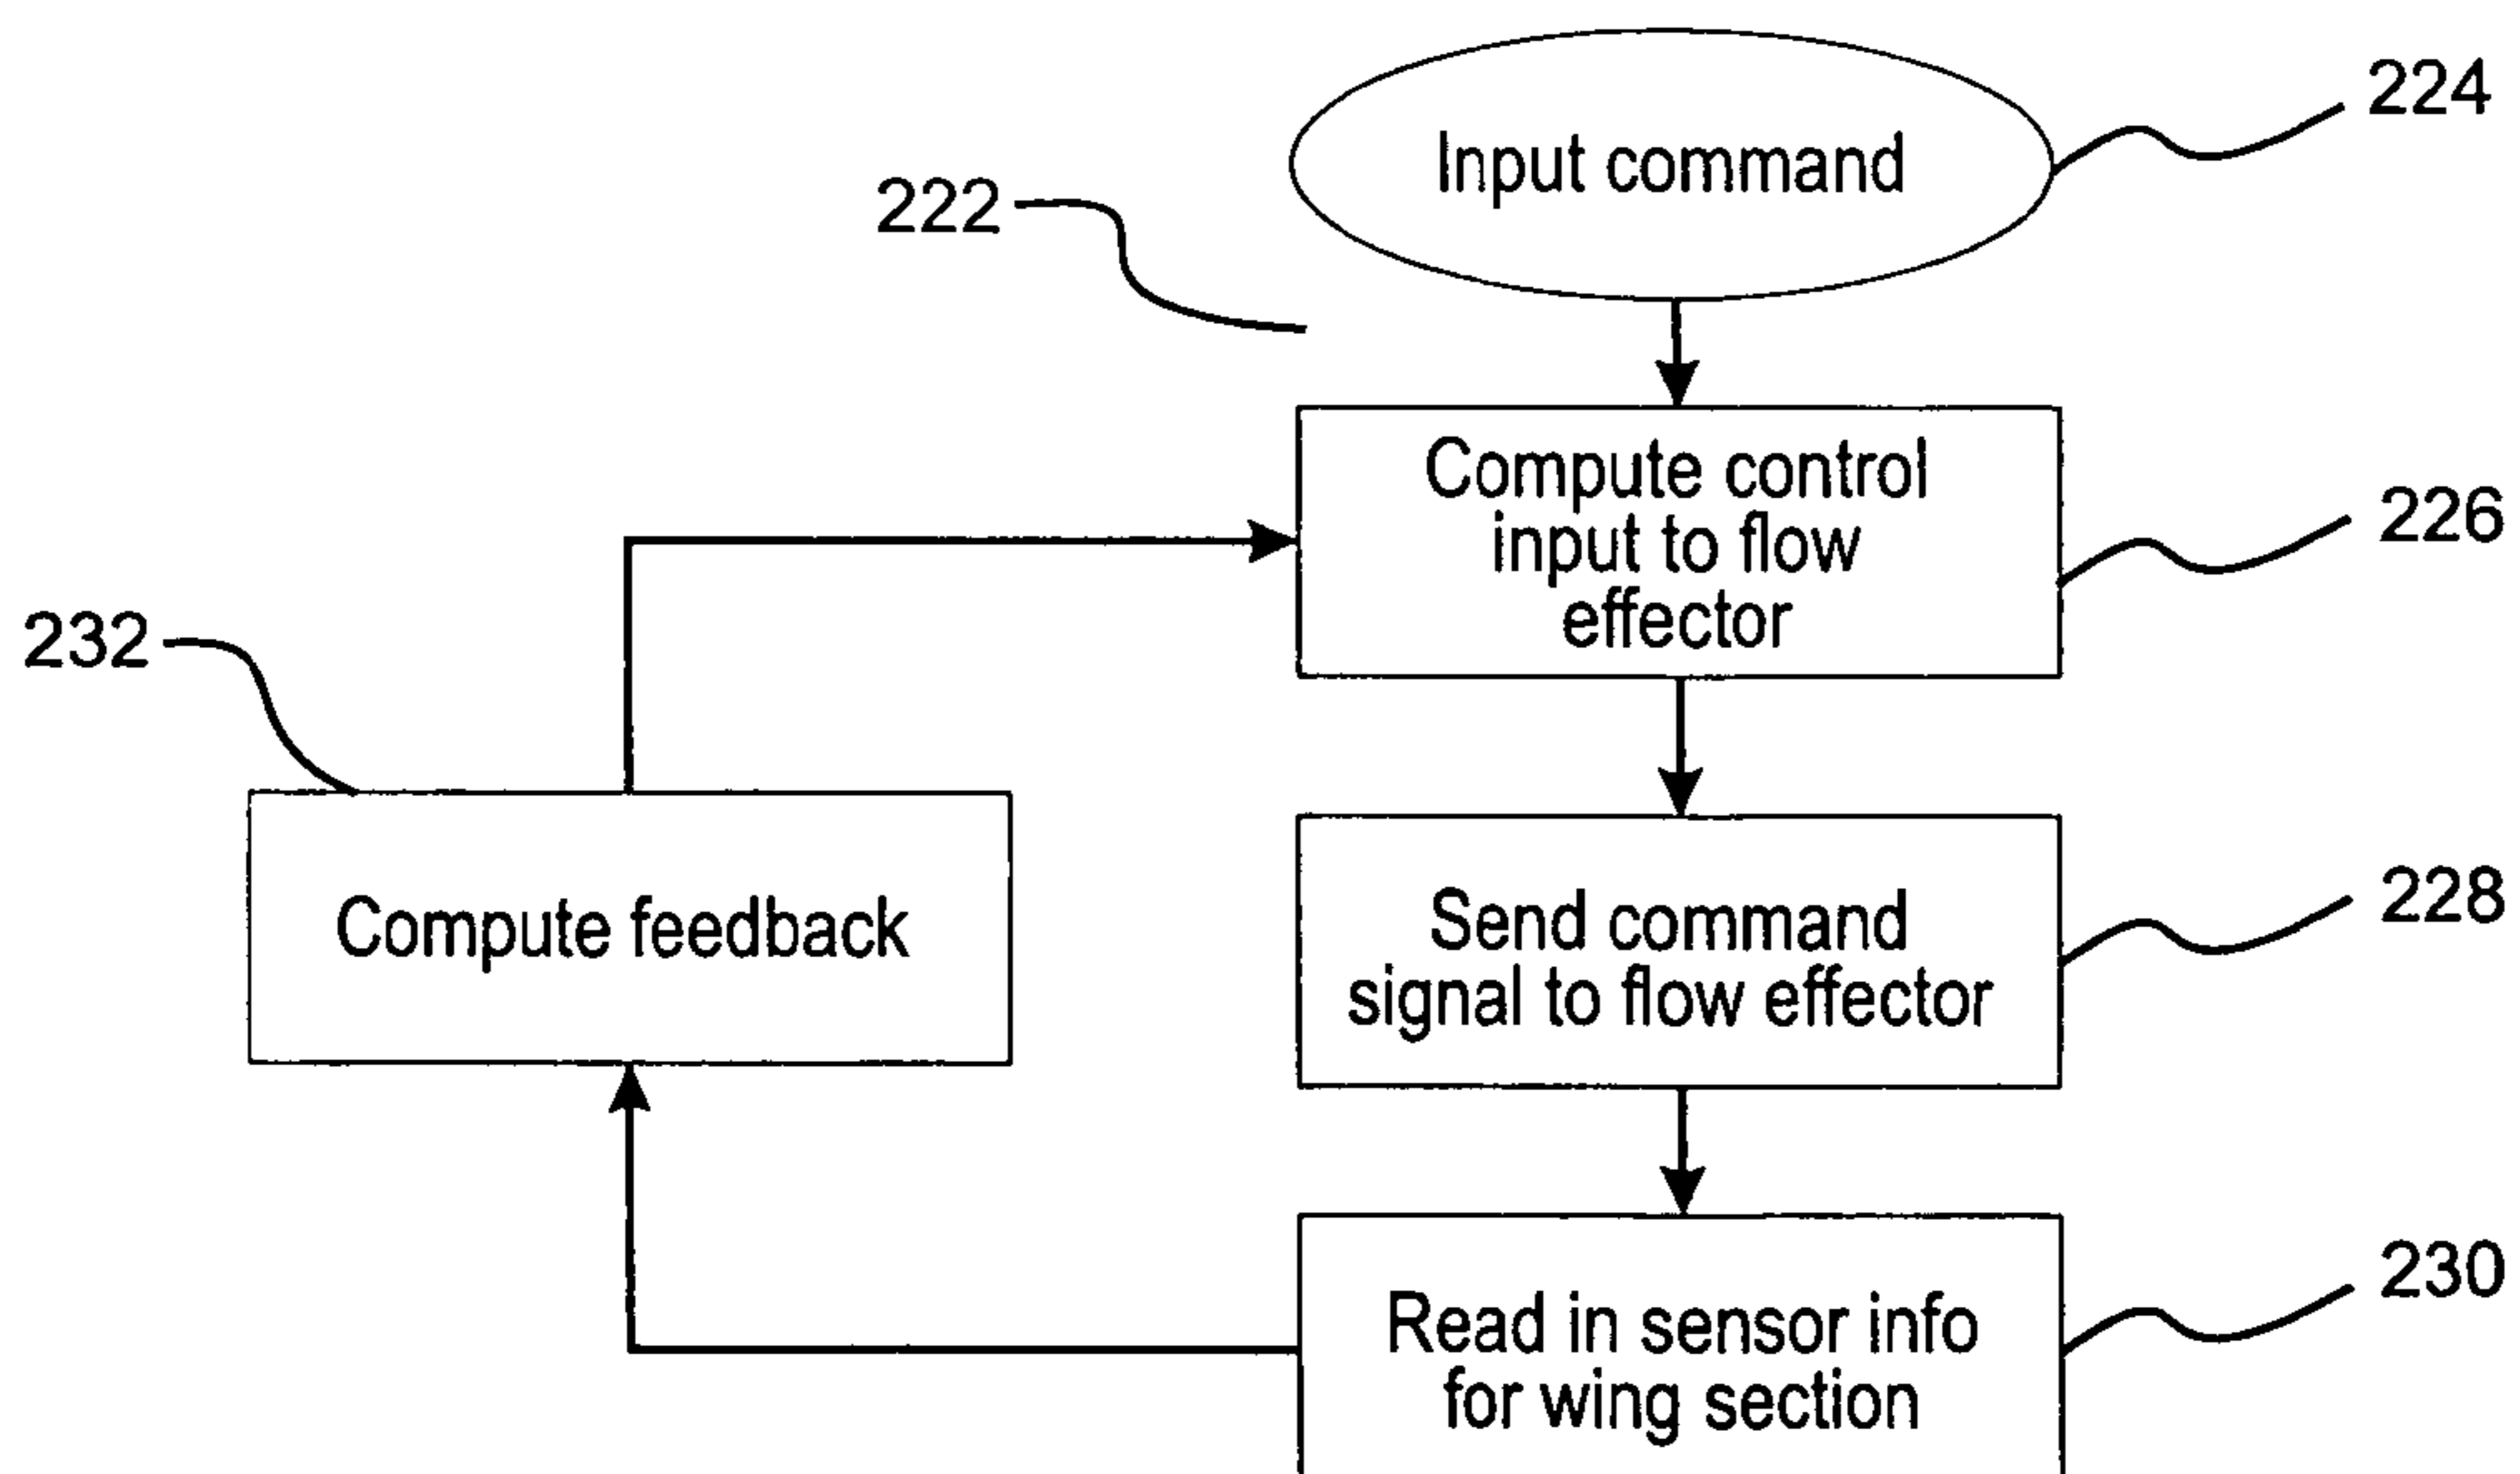 Input command
224
222
Compute control
input to flow
effector
226
232
Compute feedback
Send command
signal to flow effector
228
Read in sensor info
for wing section
230